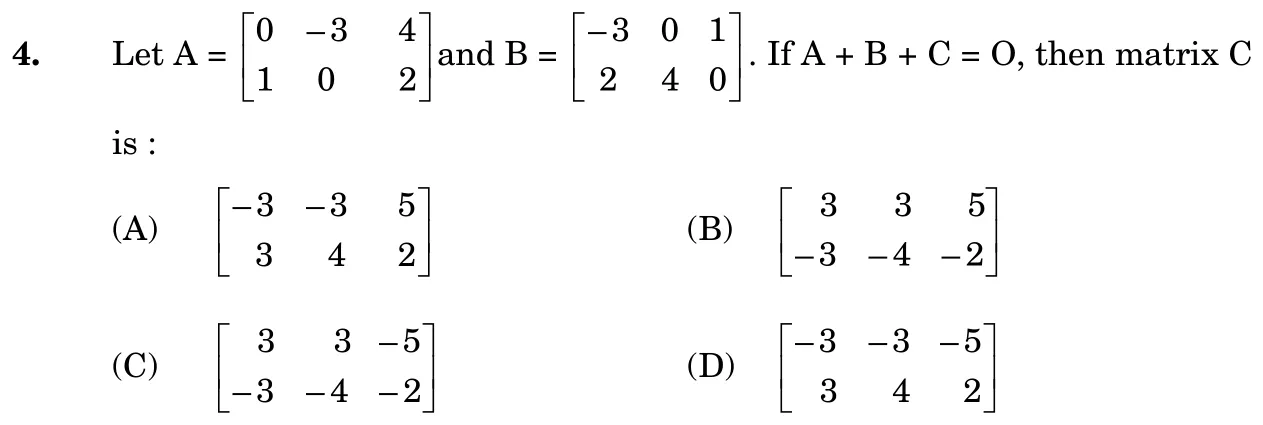 4. Let A = [0 −3 4; 1 0 2] and B = [−3 0 1; 2 4 0]. If A + B + C = O, then matrix C
is :
(A) [−3 −3 5; 3 4 2] (B) [3 3 5; −3 −4 −2]
(C) [3 3 −5; −3 −4 −2] (D) [−3 −3 −5; 3 4 2]